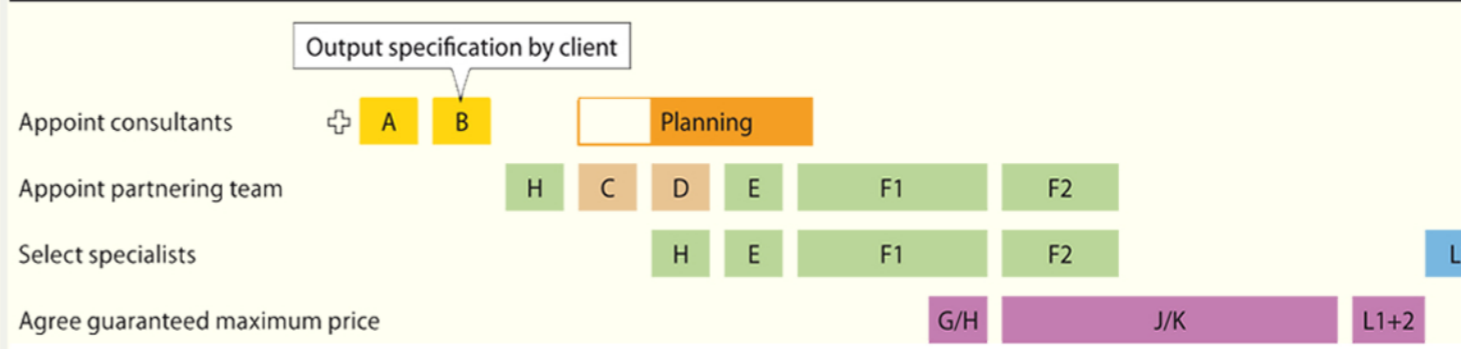 Output specification by client
Appoint consultants A B Planning
Appoint partnering team H C D E F1 F2
Select specialists H E F1 F2 L
Agree guaranteed maximum price G/H J/K L1+2